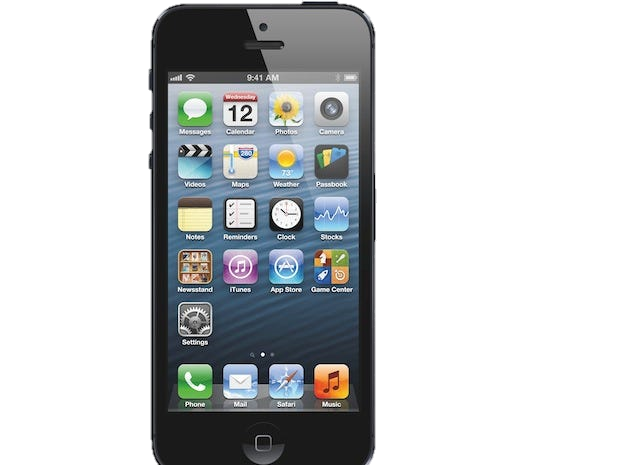 9:41 AM
Wednesday
12
280
73°
Messages Calendar Photos Camera
Videos Maps Weather Passbook
Notes Reminders Clock Stocks
Newsstand iTunes App Store Game Center
Settings
Phone Mail Safari Music